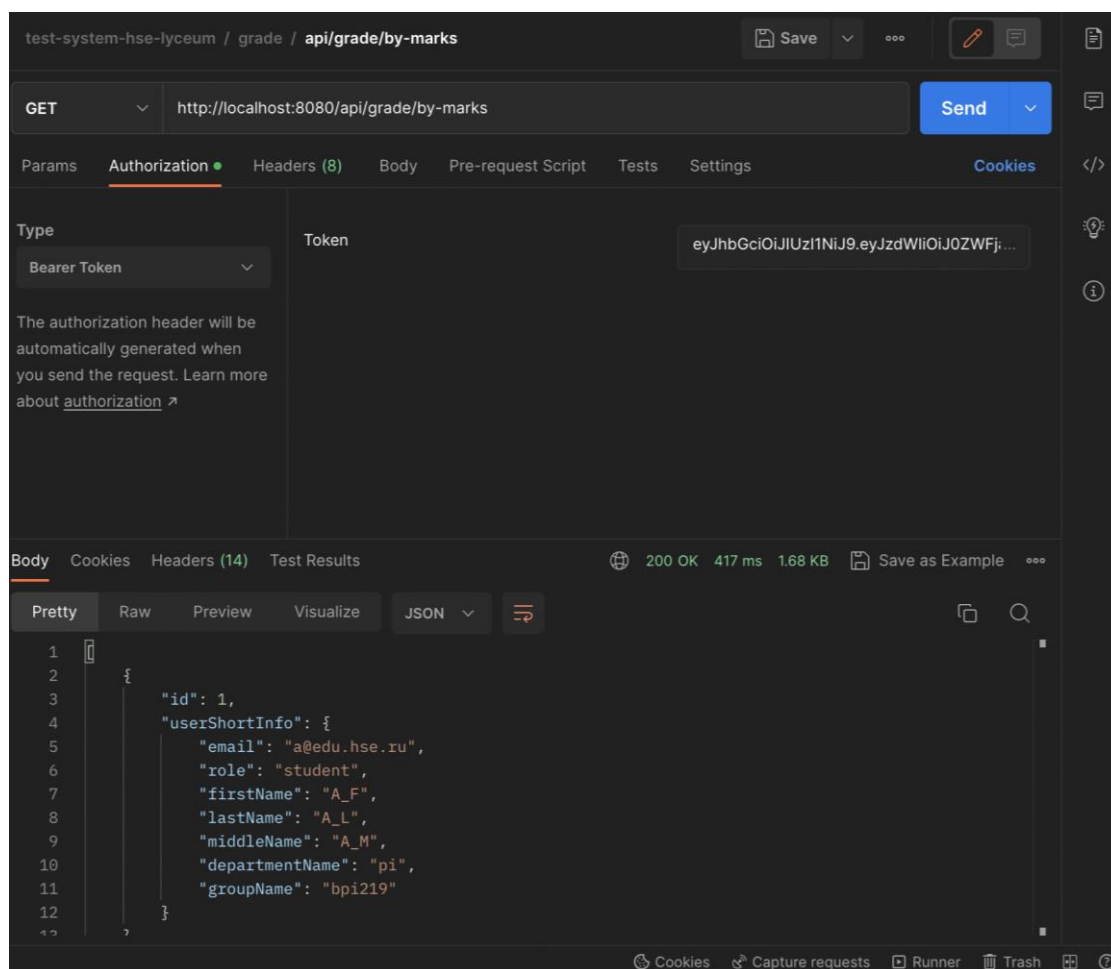 test-system-hse-lyceum / grade / api/grade/by-marks Save
GET http://localhost:8080/api/grade/by-marks Send
Params Authorization Headers (8) Body Pre-request Script Tests Settings Cookies
Type
Bearer Token
The authorization header will be
automatically generated when
you send the request. Learn more
about authorization ↗
Token eyJhbGciOiJIUzI1NiJ9.eyJzdWIiOiJ0ZWFj...
Body Cookies Headers (14) Test Results 200 OK 417 ms 1.68 KB Save as Example
Pretty Raw Preview Visualize JSON
1 [
2 {
3 "id": 1,
4 "userShortInfo": {
5 "email": "a@edu.hse.ru",
6 "role": "student",
7 "firstName": "A_F",
8 "lastName": "A_L",
9 "middleName": "A_M",
10 "departmentName": "pi",
11 "groupName": "bpi219"
12 }
Cookies Capture requests Runner Trash